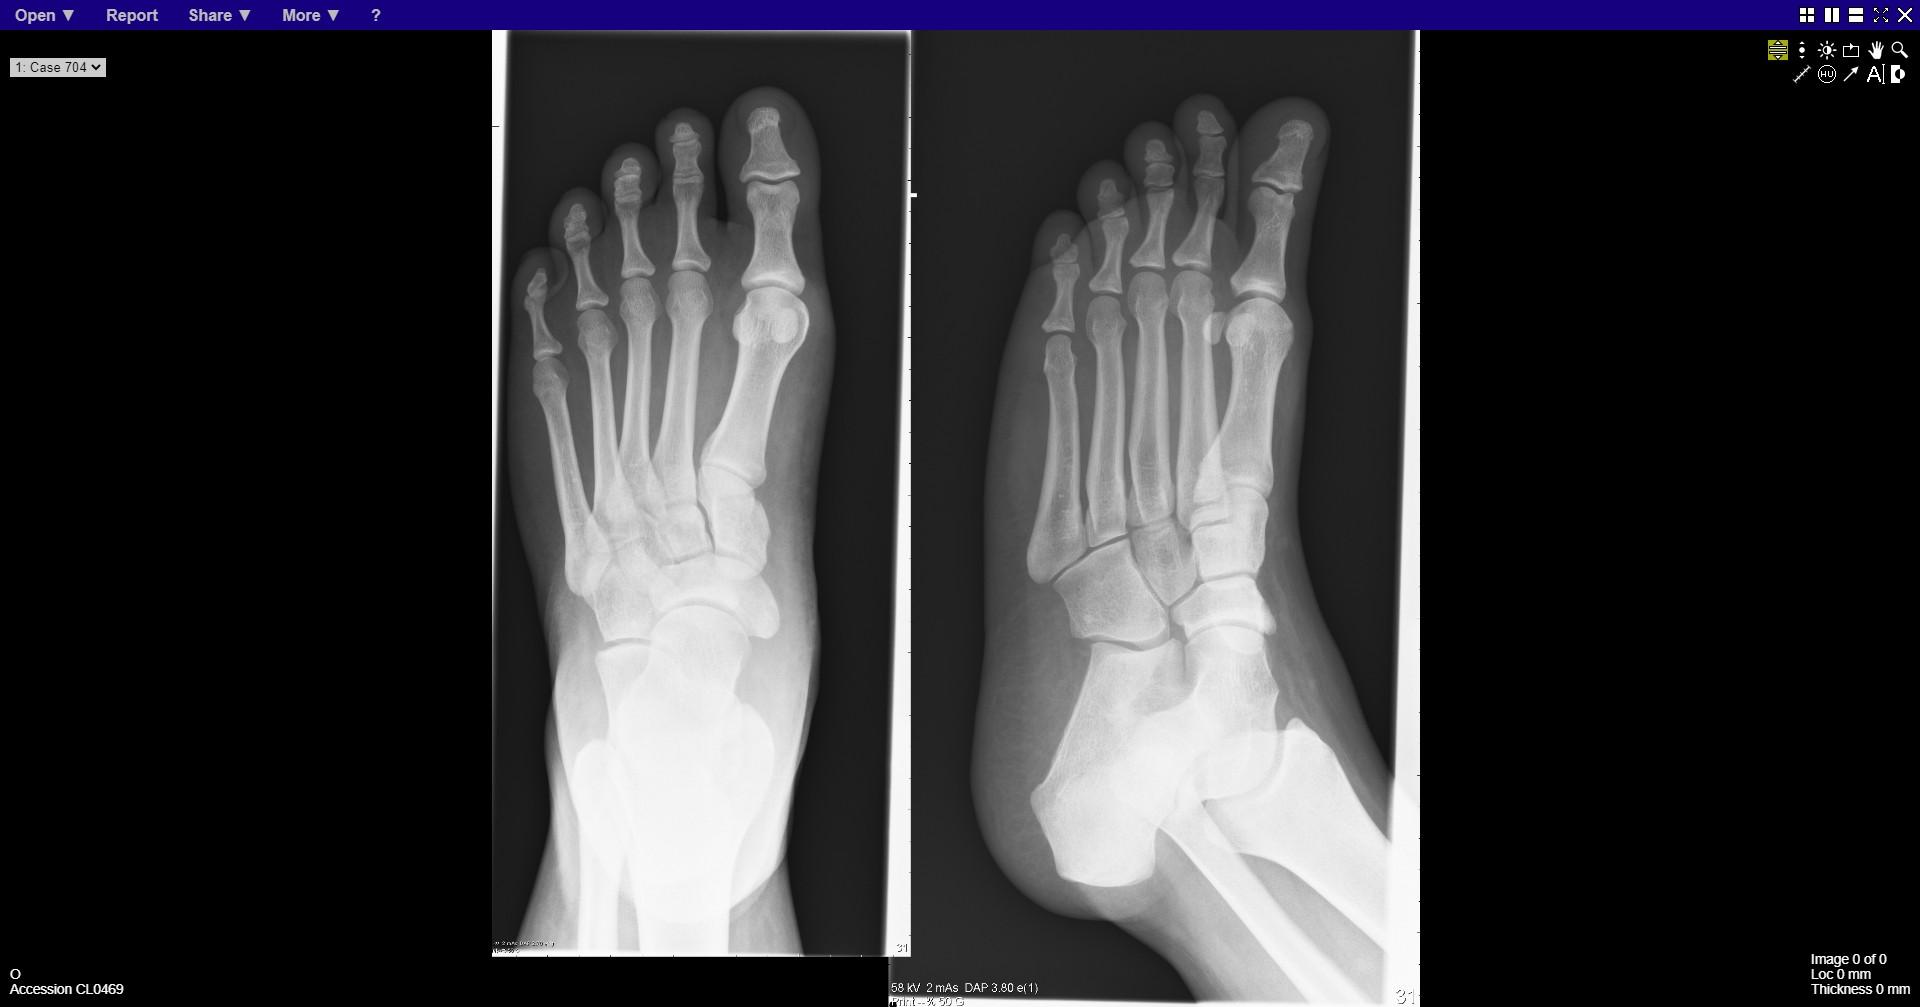 Open ▼ Report Share ▼ More ▼ ?
1: Case 704
HU A
31
O
Accession CL0469
58 kV 2 mAs DAP 3.80 e(1)
31
Image 0 of 0
Loc 0 mm
Thickness 0 mm